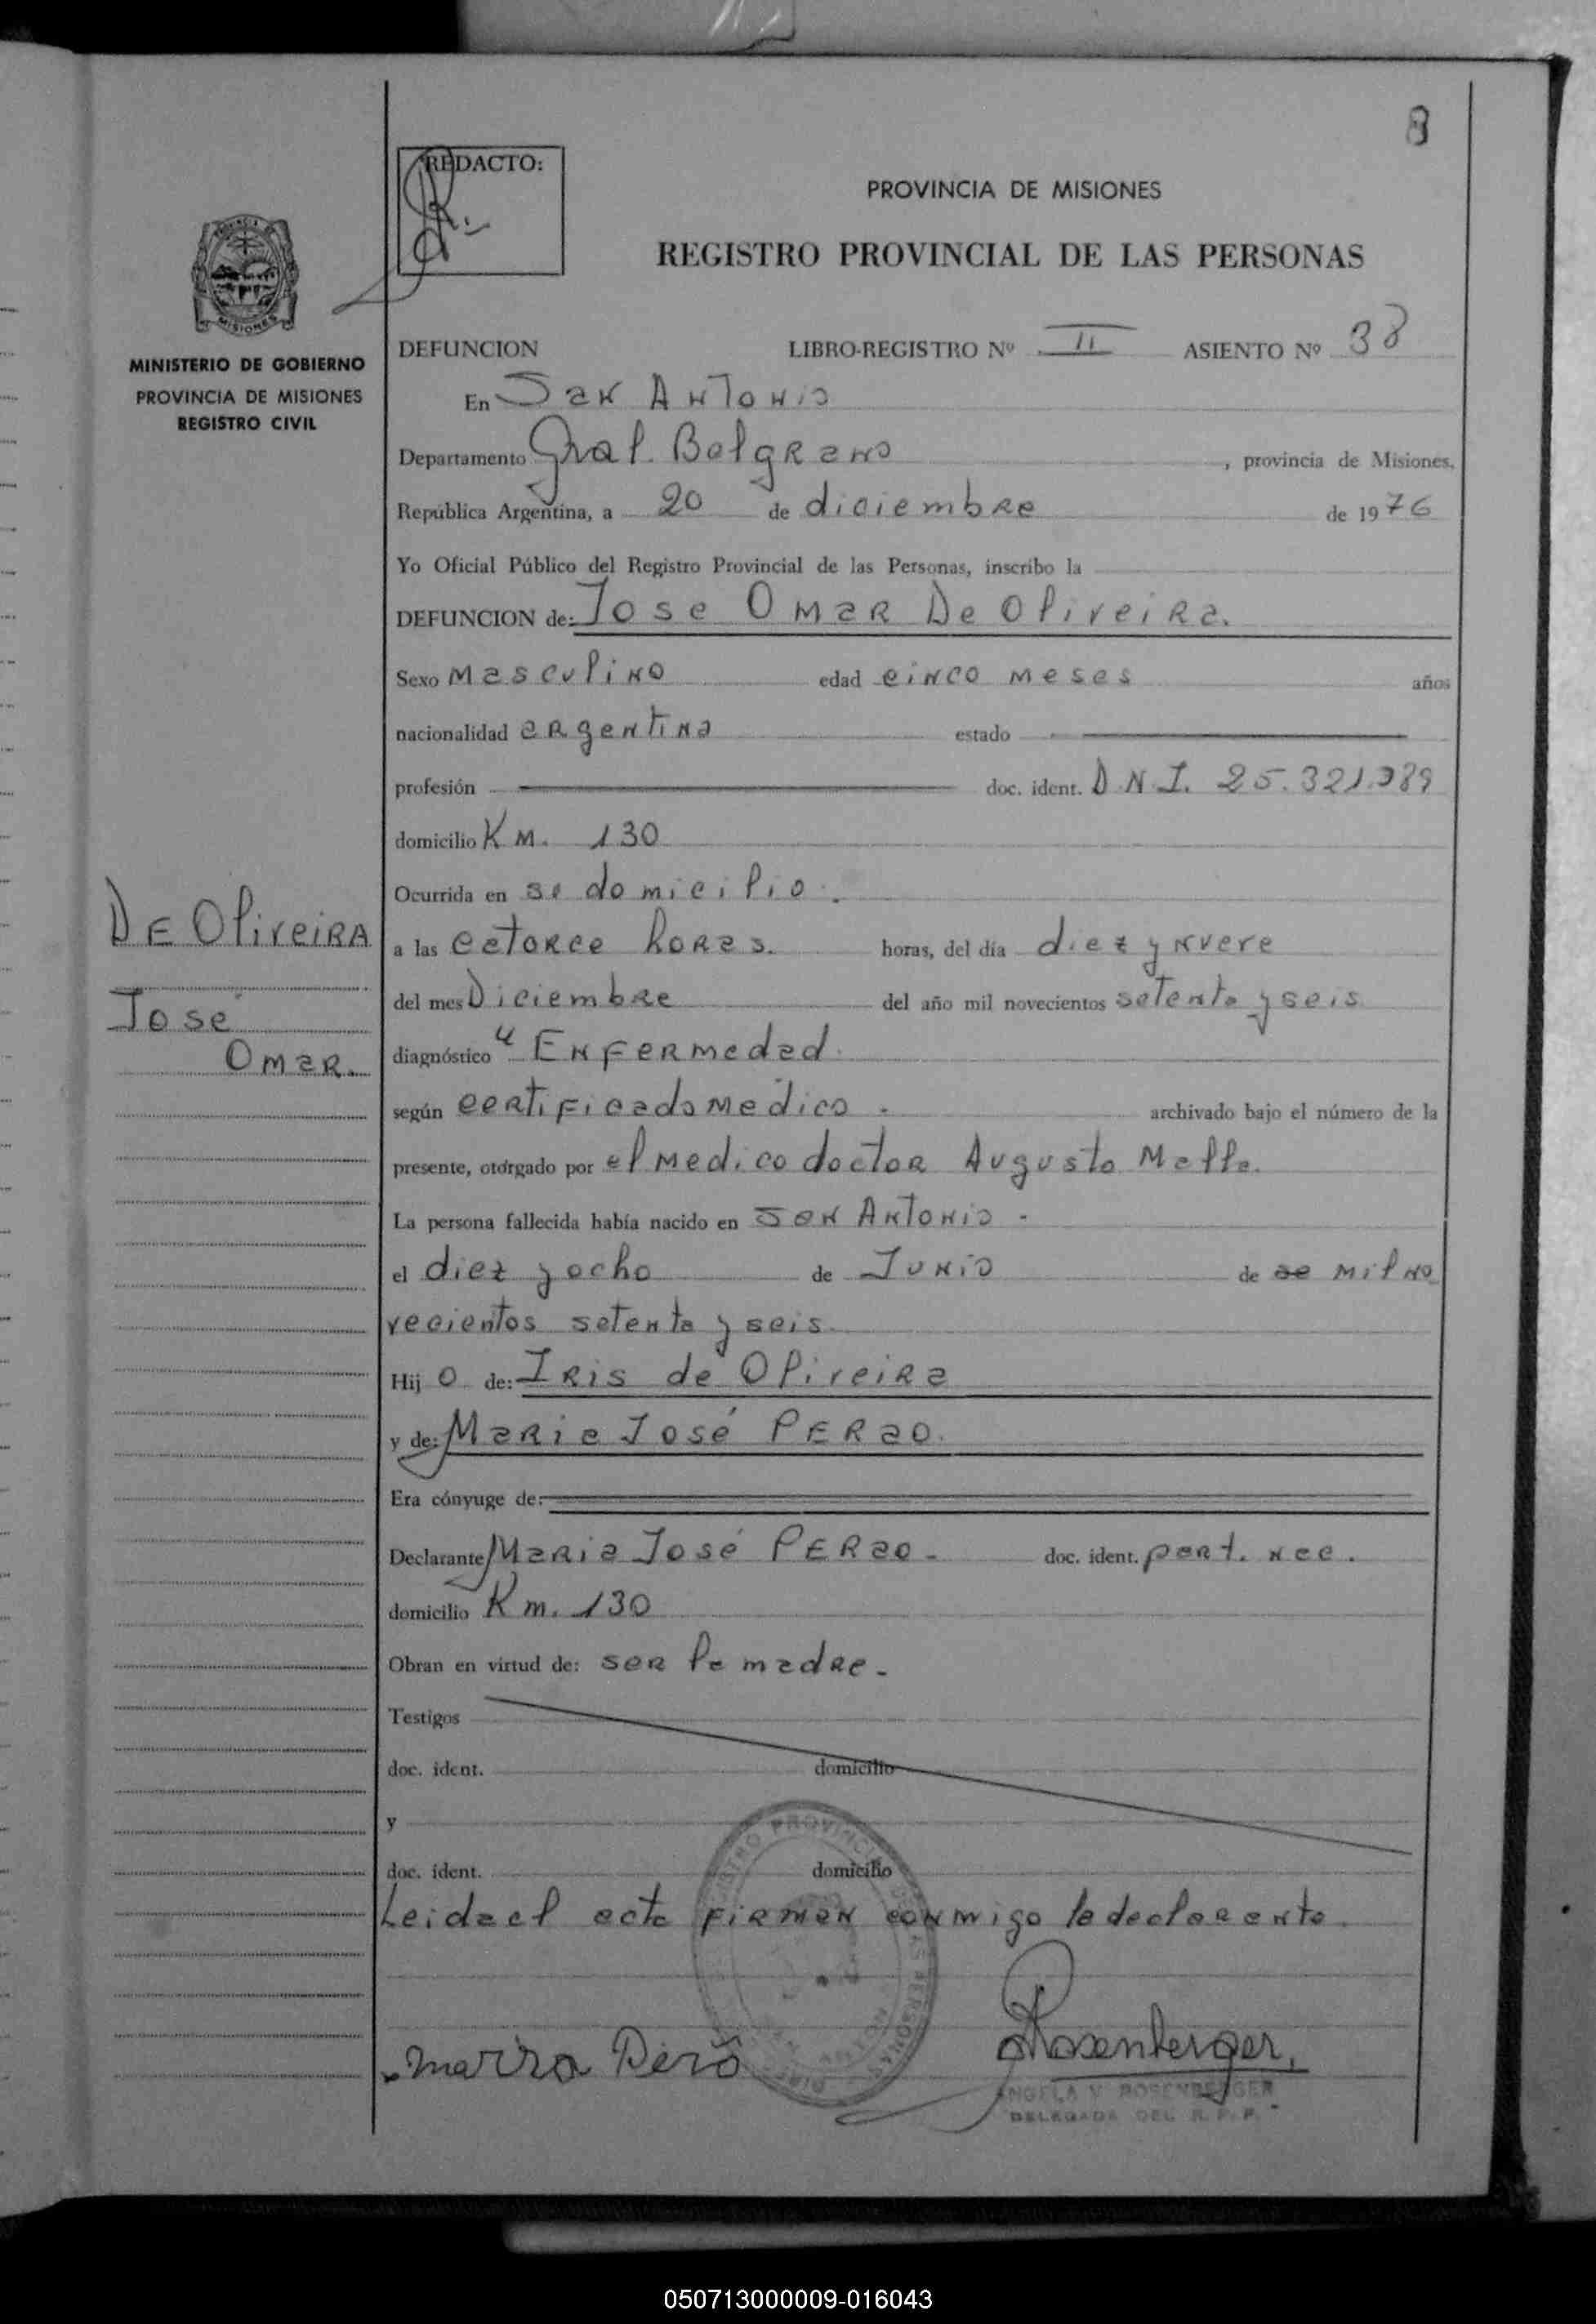 8
REDACTO:
PROVINCIA DE MISIONES
REGISTRO PROVINCIAL DE LAS PERSONAS
MISIONES
MINISTERIO DE GOBIERNO
PROVINCIA DE MISIONES
REGISTRO CIVIL
DEFUNCION LIBRO-REGISTRO Nº II ASIENTO Nº 38
En San Antonio
Departamento Gral. Belgrano, provincia de Misiones,
República Argentina, a 20 de diciembre de 1976
Yo Oficial Público del Registro Provincial de las Personas, inscribo la
DEFUNCION de: Jose Omar De Oliveira.
Sexo masculino edad cinco meses años
nacionalidad argentina estado
profesión doc. ident. D.N.I. 25.321.989
domicilio Km. 130
Ocurrida en su domicilio.
De Oliveira
José
Omar.
a las catorce horas. horas, del día diez y nueve
del mes Diciembre del año mil novecientos setenta y seis
diagnóstico " Enfermedad
según certificado medico. archivado bajo el número de la
presente, otorgado por el medico doctor Augusto Mella.
La persona fallecida había nacido en San Antonio -
el diez y ocho de Junio de mil no
vecientos setenta y seis.
Hij o de: Iris de Oliveira
y de: Maria José Perao.
Era cónyuge de:
Declarante Maria José Perao - doc. ident. pert. nac.
domicilio Km. 130
Obran en virtud de: ser la madre -
Testigos
doc. ident. domicilio
y
doc. ident. domicilio
Leida el acta firman conmigo la declarante.
Rosenberger.
ANGELA V. ROSENBERGER
DELEGADA DEL R. P. P.
050713000009-016043